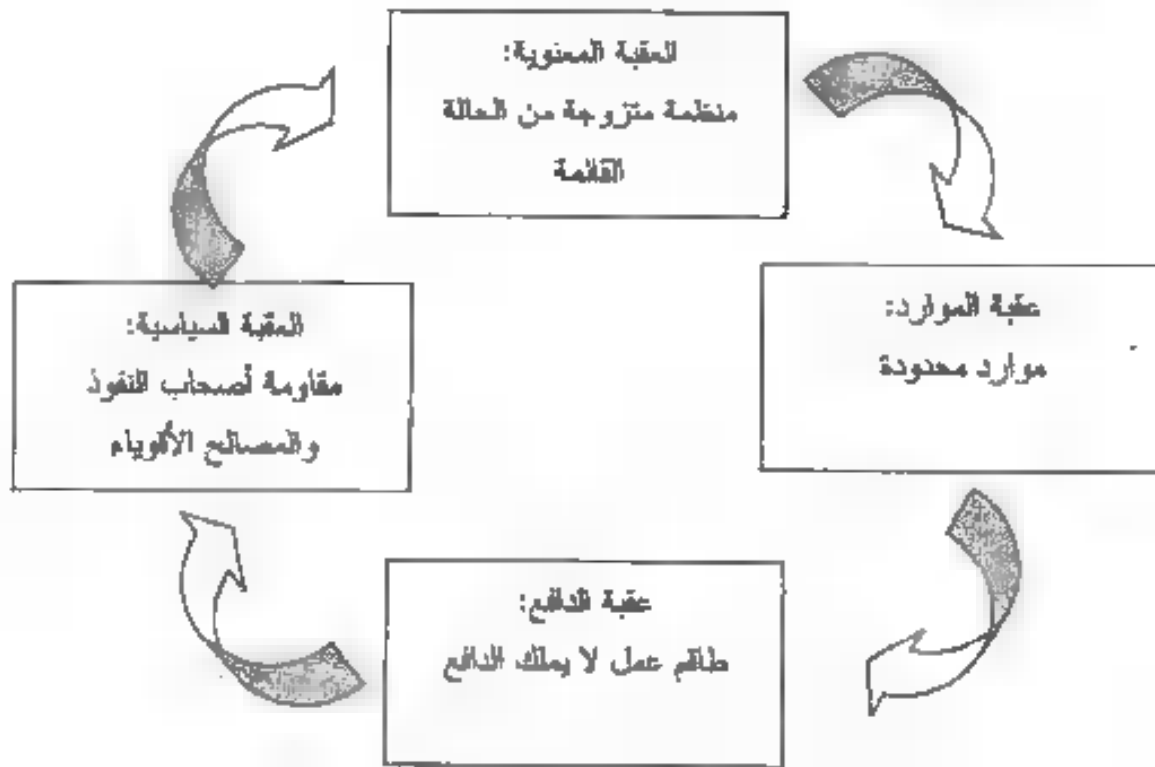 العقبة المعنوية:
منظمة متزوجة من الحالة
القائمة
عقبة الموارد:
موارد محدودة
العقبة السياسية:
مقاومة أصحاب النفوذ
والمصالح الأقوياء
عقبة الدافع:
طاقم عمل لا يملك الدافع